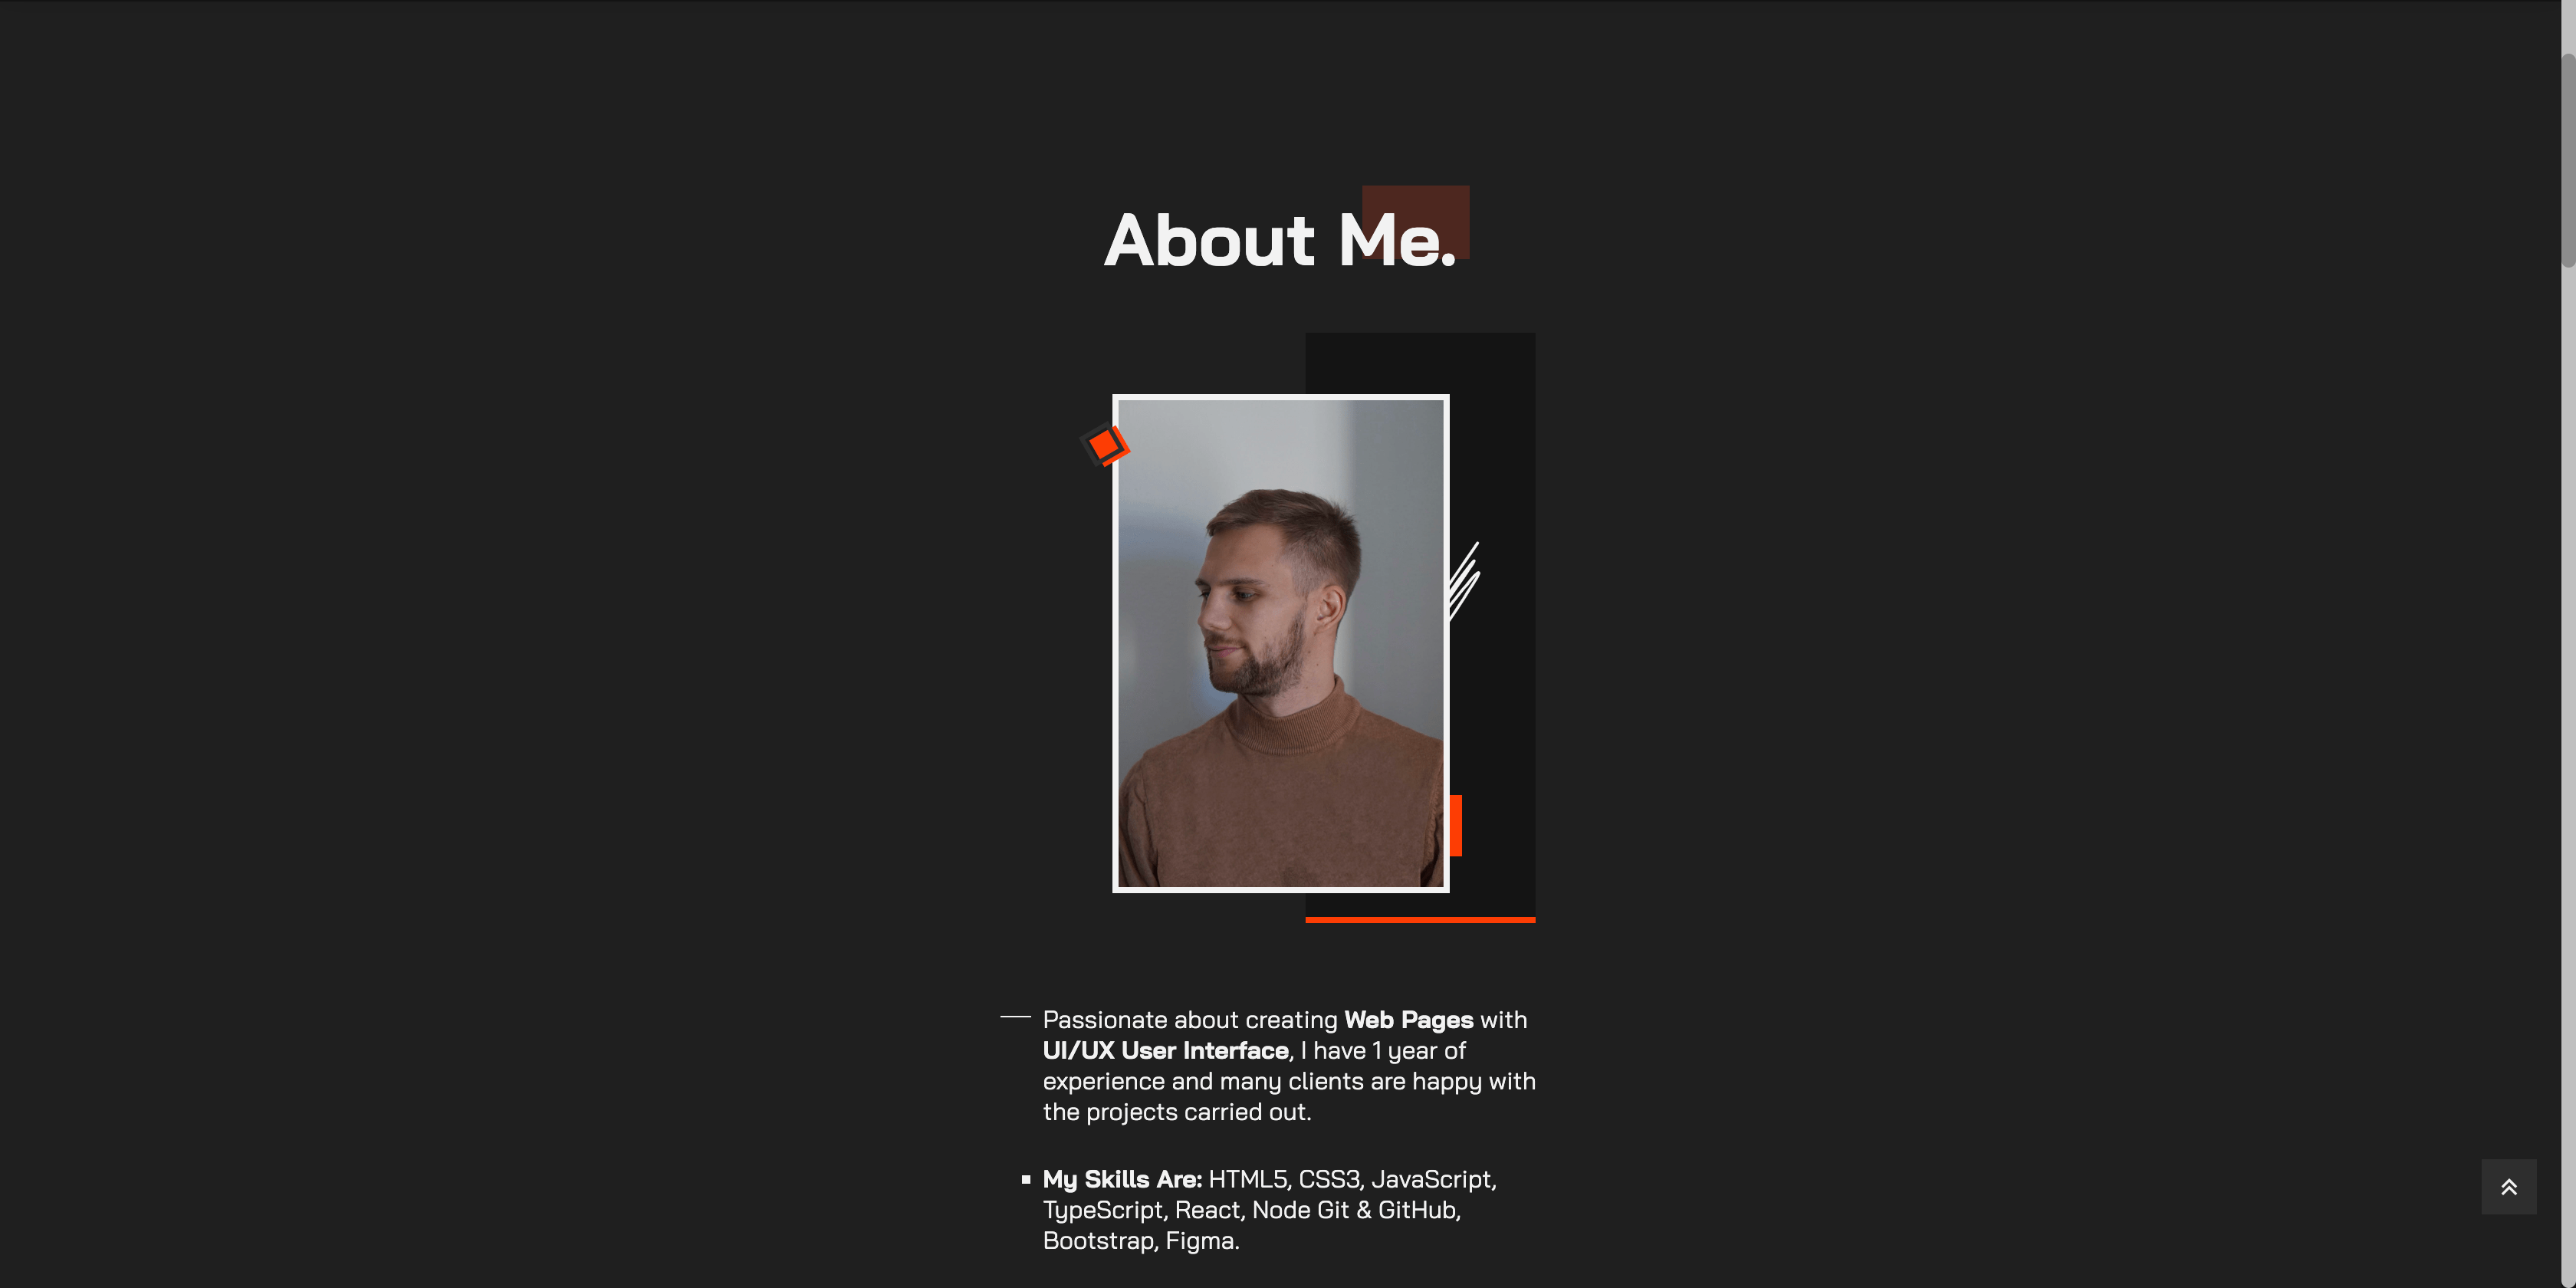 About Me.
Passionate about creating Web Pages with
UI/UX User Interface, I have 1 year of
experience and many clients are happy with
the projects carried out.
My Skills Are: HTML5, CSS3, JavaScript,
TypeScript, React, Node Git & GitHub,
Bootstrap, Figma.